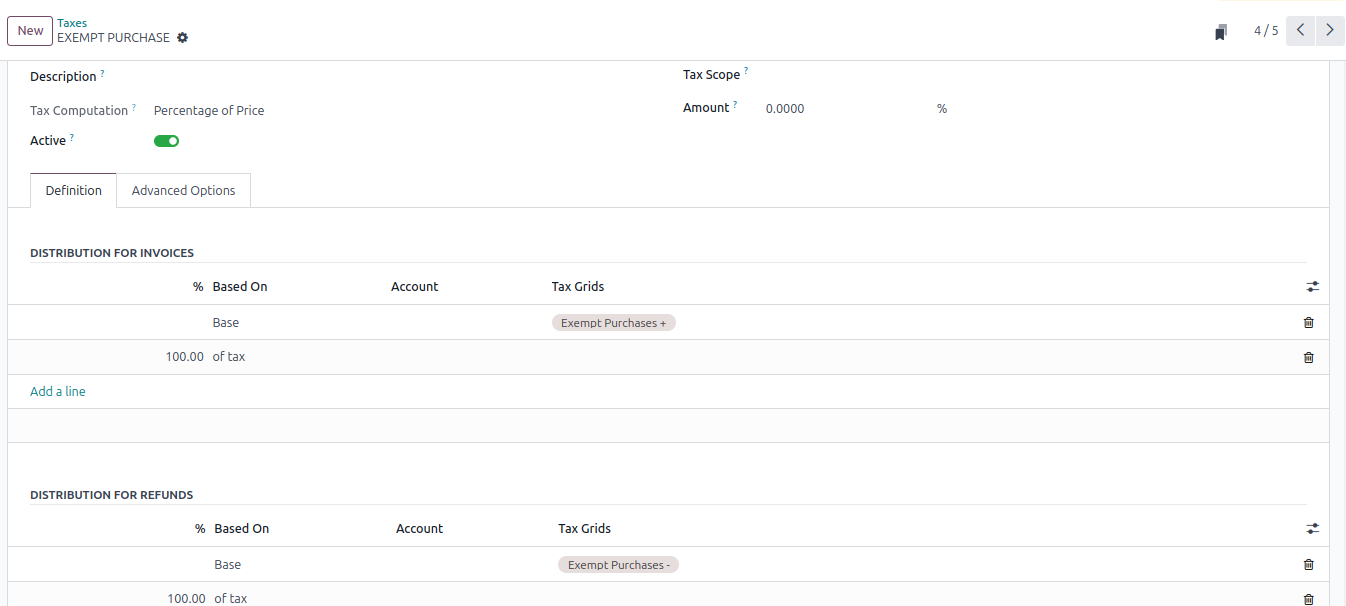 New
Taxes
EXEMPT PURCHASE
4 / 5
Description ?
Tax Scope ?
Tax Computation ? Percentage of Price
Amount ? 0.0000 %
Active ?
Definition Advanced Options
DISTRIBUTION FOR INVOICES
% Based On Account Tax Grids
Base Exempt Purchases +
100.00 of tax
Add a line
DISTRIBUTION FOR REFUNDS
% Based On Account Tax Grids
Base Exempt Purchases -
100.00 of tax